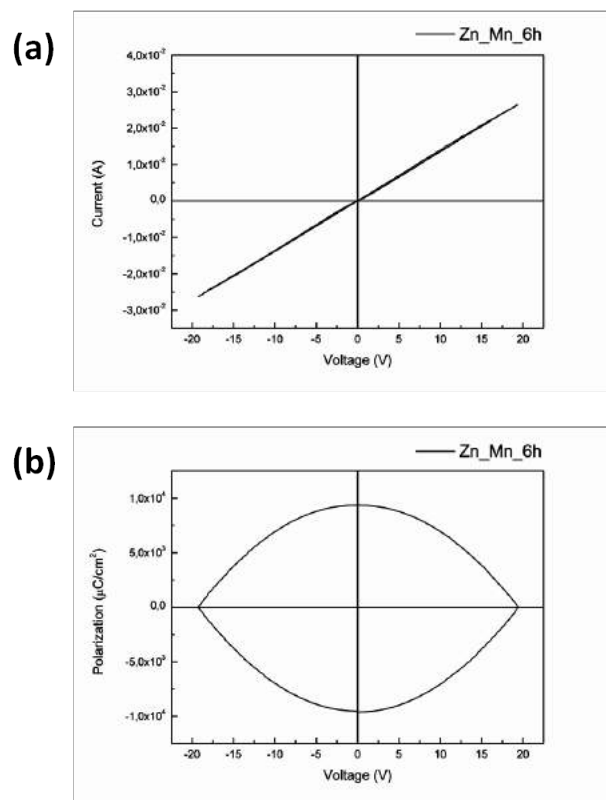 (a)
Zn_Mn_6h
4,0x10⁻²
3,0x10⁻²
2,0x10⁻²
1,0x10⁻²
0,0
-1,0x10⁻²
-2,0x10⁻²
-3,0x10⁻²
Current (A)
-20 -15 -10 -5 0 5 10 15 20
Voltage (V)
(b)
Zn_Mn_6h
1,0x10⁴
5,0x10³
0,0
-5,0x10³
-1,0x10⁴
Polarization (μC/cm²)
-20 -15 -10 -5 0 5 10 15 20
Voltage (V)